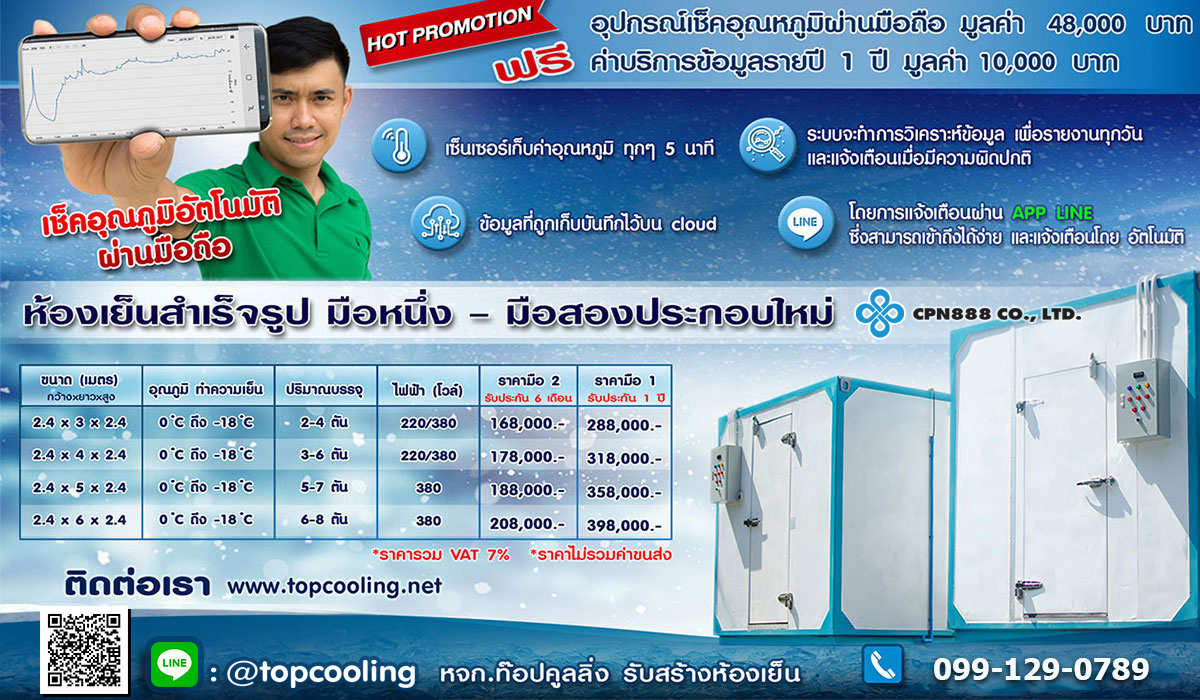 HOT PROMOTION
ฟรี
อุปกรณ์เช็คอุณหภูมิผ่านมือถือ มูลค่า 48,000 บาท
ค่าบริการข้อมูลรายปี 1 ปี มูลค่า 10,000 บาท
เซ็นเซอร์เก็บค่าอุณหภูมิ ทุกๆ 5 นาที
ระบบจะทำการวิเคราะห์ข้อมูล เพื่อรายงานทุกวัน
และแจ้งเตือนเมื่อมีความผิดปกติ
ข้อมูลที่ถูกเก็บบันทึกไว้บน cloud
LINE
โดยการแจ้งเตือนผ่าน APP LINE
ซึ่งสามารถเข้าถึงได้ง่าย และแจ้งเตือนโดย อัตโนมัติ
เช็คอุณภูมิอัตโนมัติ
ผ่านมือถือ
ห้องเย็นสำเร็จรูป มือหนึ่ง – มือสองประกอบใหม่
CPN888 CO., LTD.
ขนาด (เมตร) กว้างxยาวxสูง อุณภูมิ ทำความเย็น ปริมาณบรรจุ ไฟฟ้า (โวล์) ราคามือ 2 รับประกัน 6 เดือน ราคามือ 1 รับประกัน 1 ปี
2.4 x 3 x 2.4 0°C ถึง -18°C 2-4 ตัน 220/380 168,000.- 288,000.-
2.4 x 4 x 2.4 0°C ถึง -18°C 3-6 ตัน 220/380 178,000.- 318,000.-
2.4 x 5 x 2.4 0°C ถึง -18°C 5-7 ตัน 380 188,000.- 358,000.-
2.4 x 6 x 2.4 0°C ถึง -18°C 6-8 ตัน 380 208,000.- 398,000.-
*ราคารวม VAT 7% *ราคาไม่รวมค่าขนส่ง
ติดต่อเรา www.topcooling.net
LINE : @topcooling หจก.ท๊อปคูลลิ่ง รับสร้างห้องเย็น 099-129-0789